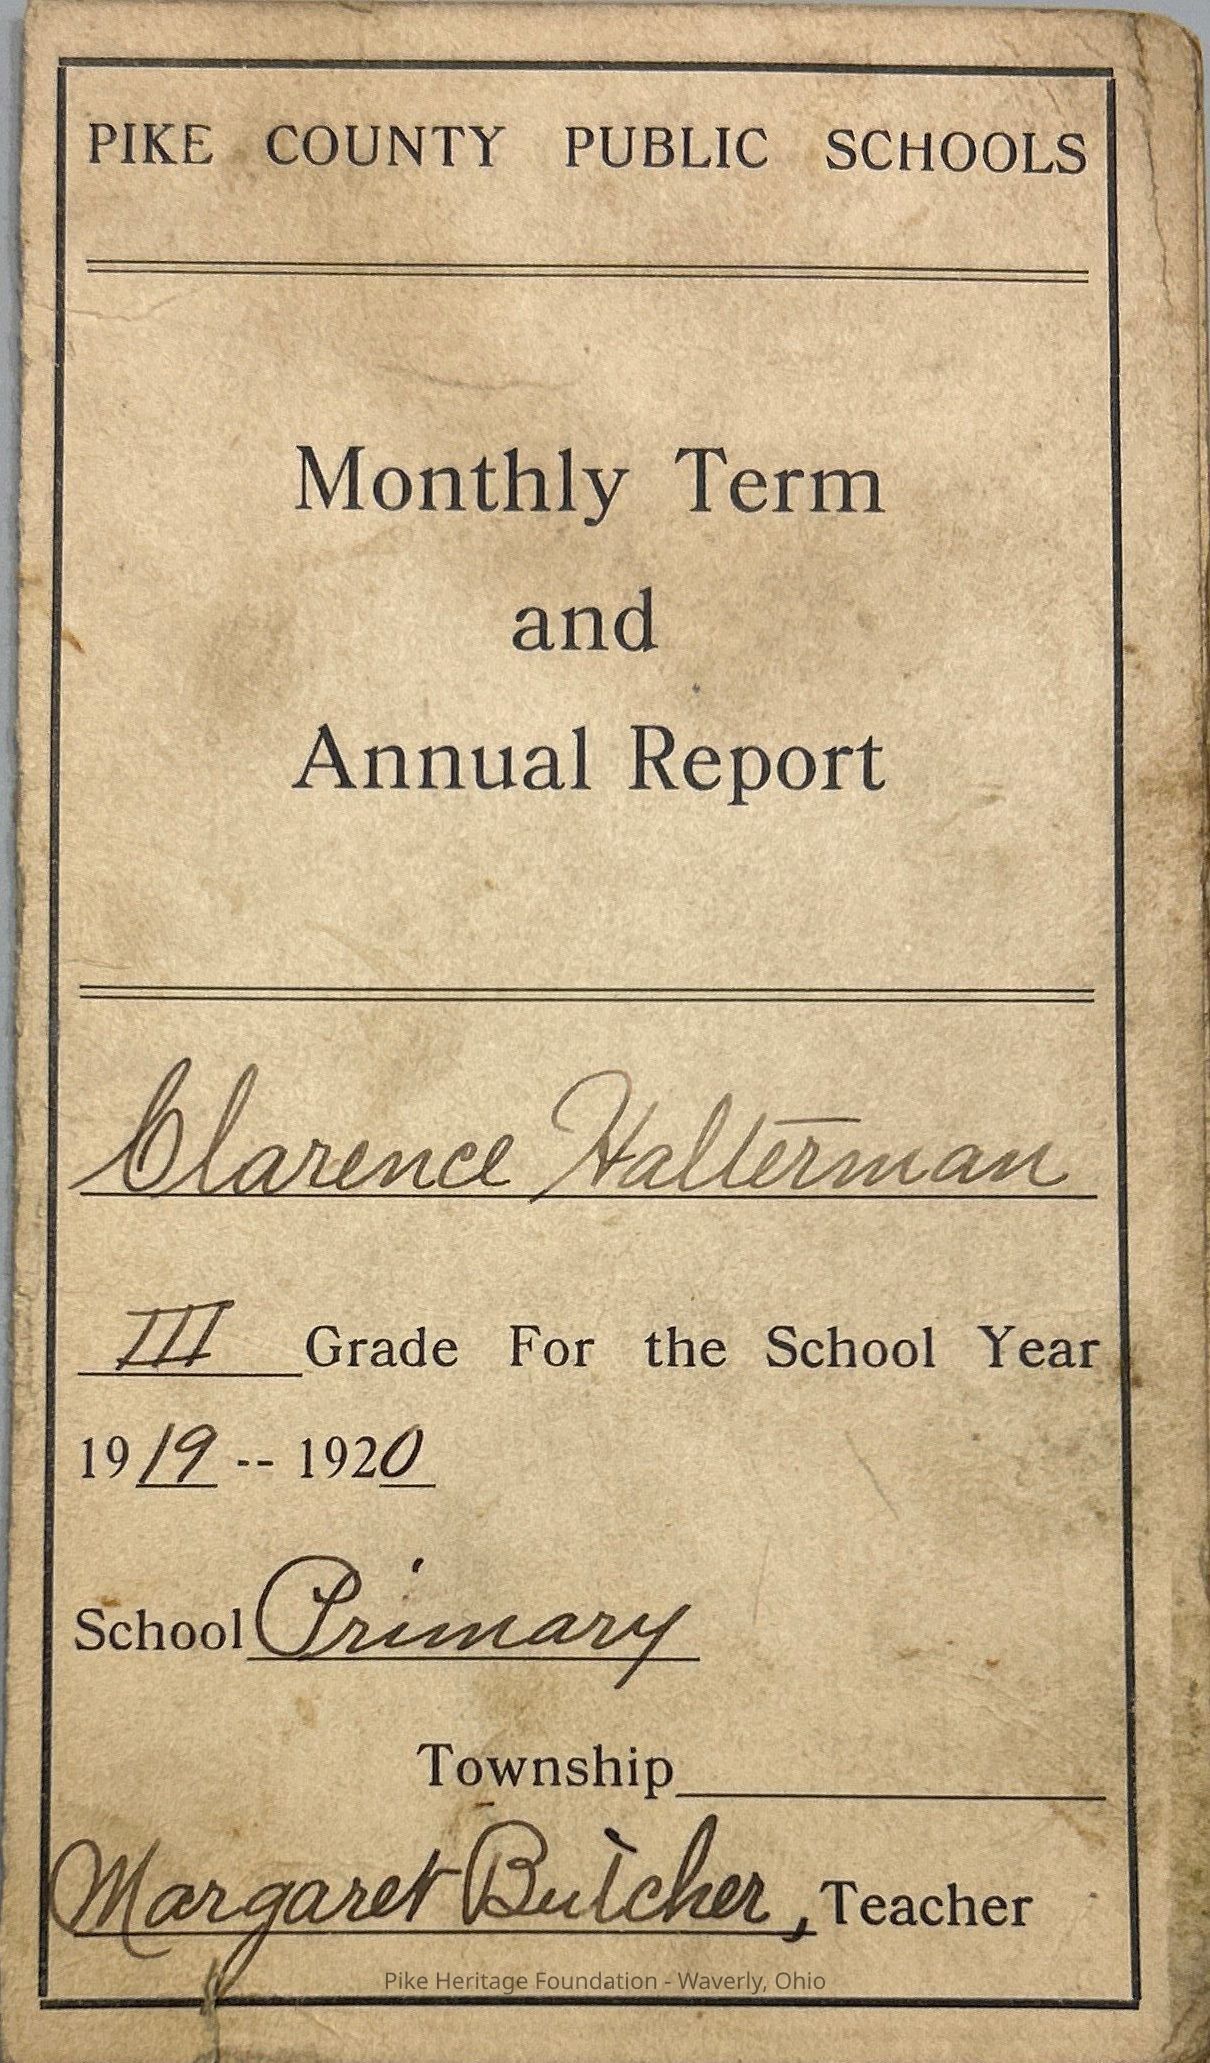 PIKE COUNTY PUBLIC SCHOOLS
Monthly Term
and
Annual Report
Clarence Halterman
III Grade For the School Year
1919 -- 1920
School Primary
Township
Margaret Butcher, Teacher
Pike Heritage Foundation - Waverly, Ohio